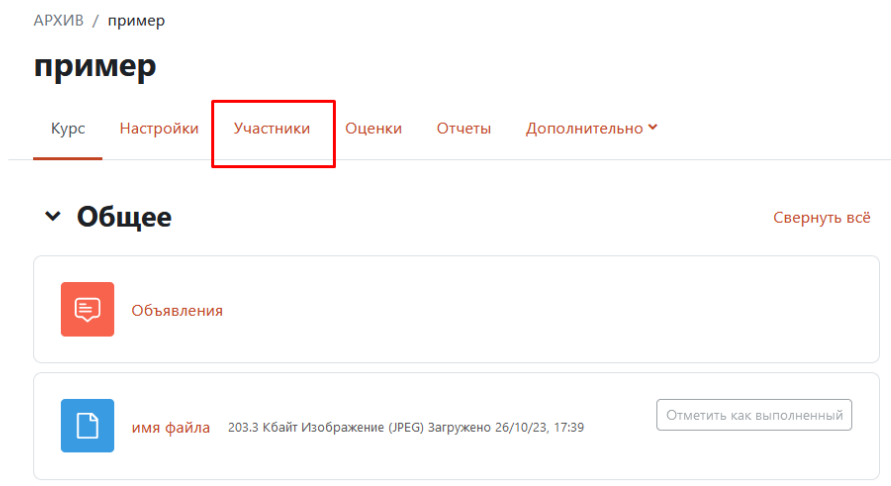 АРХИВ / пример
пример
Курс Настройки Участники Оценки Отчеты Дополнительно
Общее Свернуть всё
Объявления
имя файла 203.3 Кбайт Изображение (JPEG) Загружено 26/10/23, 17:39 Отметить как выполненный